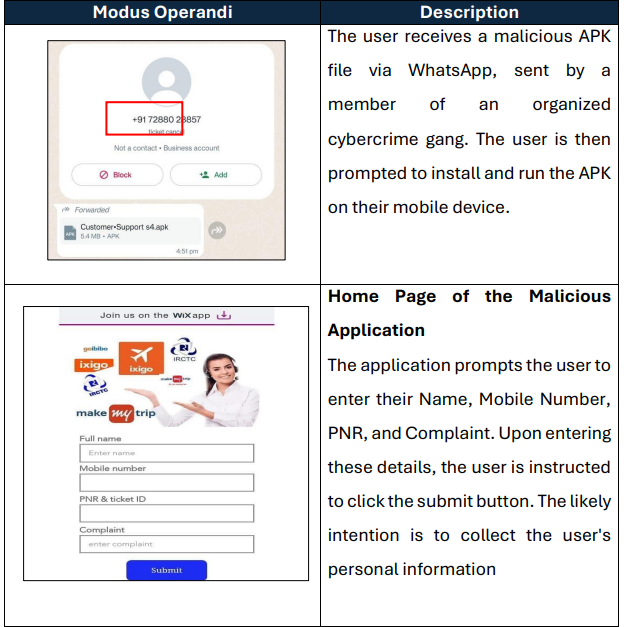 Modus Operandi
Description
+91 72880 26857
ticket cancel
Not a contact • Business account
Block
Add
Forwarded
Customer•Support s4.apk
APK
5.4 MB • APK
4:51 pm
The user receives a malicious APK
file via WhatsApp, sent by a
member of an organized
cybercrime gang. The user is then
prompted to install and run the APK
on their mobile device.
Join us on the WiX app
goibibo
ixigo
ixigo
IRCTC
IRCTC
make my trip
make my trip
Full name
Enter name
Mobile number
PNR & ticket ID
Complaint
enter complaint
Submit
Home Page of the Malicious
Application
The application prompts the user to
enter their Name, Mobile Number,
PNR, and Complaint. Upon entering
these details, the user is instructed
to click the submit button. The likely
intention is to collect the user's
personal information